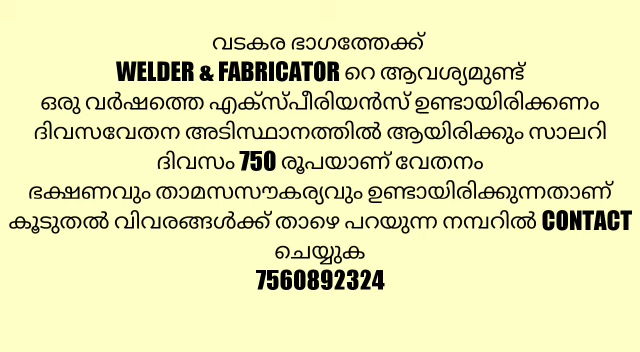 വടകര ഭാഗത്തേക്ക്
WELDER & FABRICATOR റെ ആവശ്യമുണ്ട്
ഒരു വർഷത്തെ എക്സ്പീരിയൻസ് ഉണ്ടായിരിക്കണം
ദിവസവേതന അടിസ്ഥാനത്തിൽ ആയിരിക്കും സാലറി
ദിവസം 750 രൂപയാണ് വേതനം
ഭക്ഷണവും താമസസൗകര്യവും ഉണ്ടായിരിക്കുന്നതാണ്
കൂടുതൽ വിവരങ്ങൾക്ക് താഴെ പറയുന്ന നമ്പറിൽ CONTACT
ചെയ്യുക
7560892324